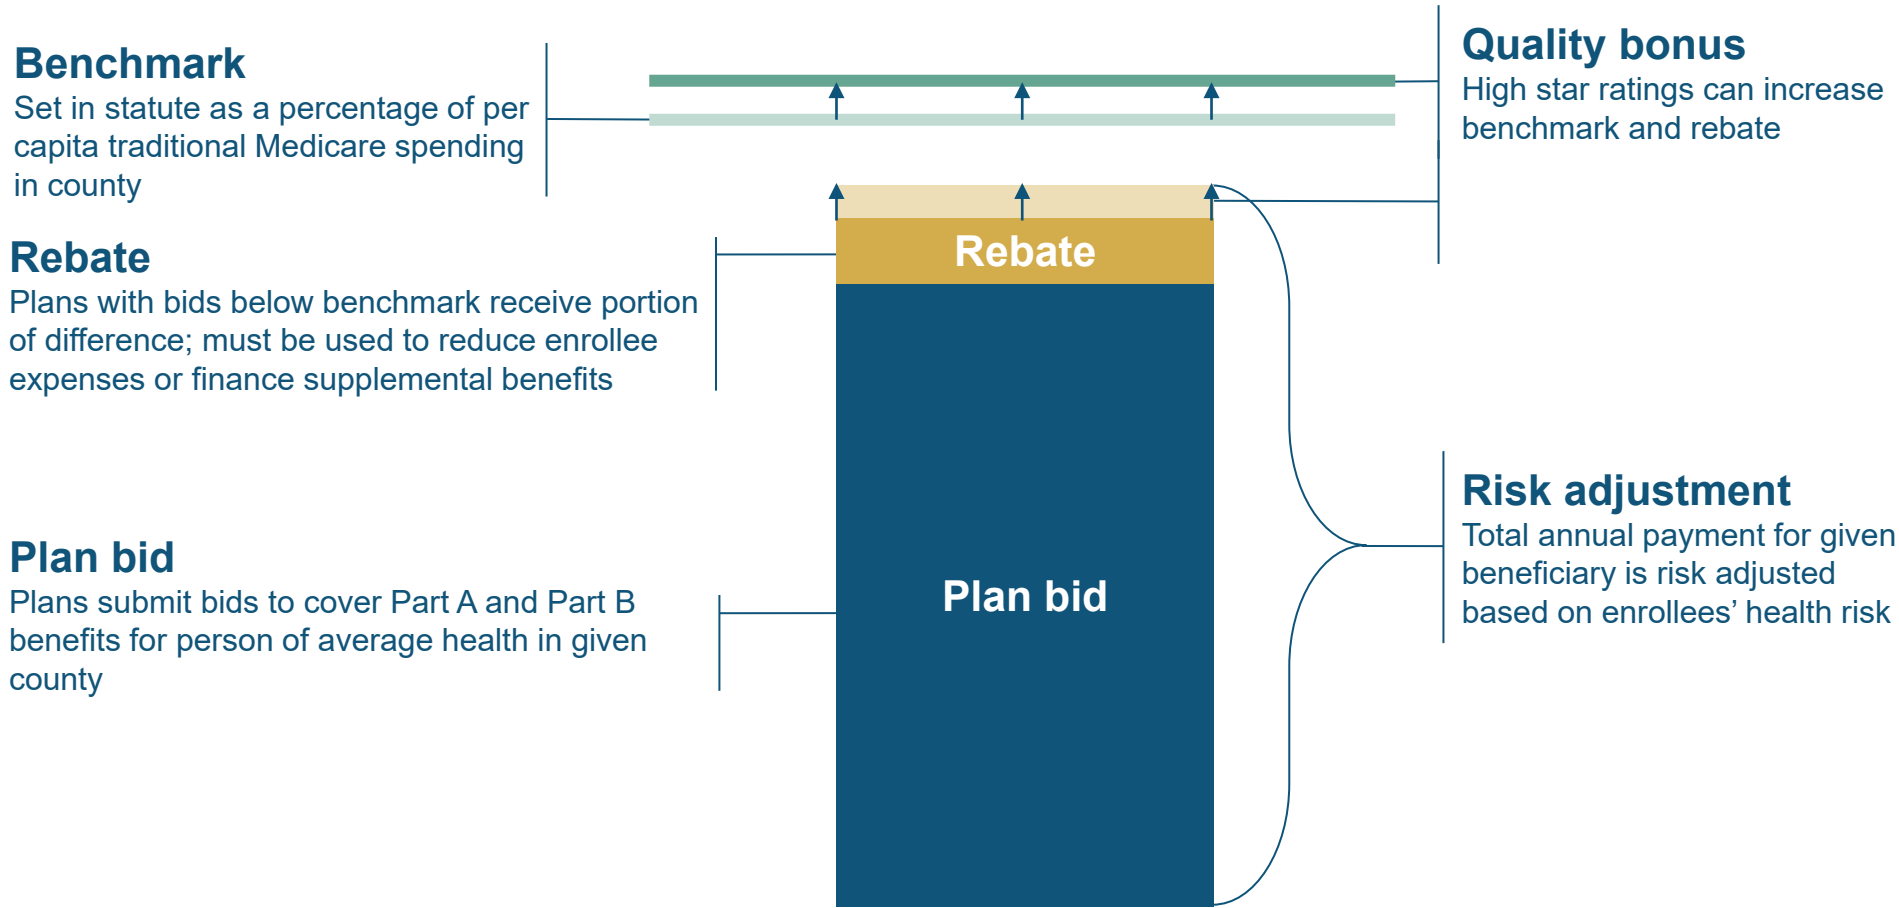 Benchmark
Set in statute as a percentage of per
capita traditional Medicare spending
in county
Rebate
Plans with bids below benchmark receive portion
of difference; must be used to reduce enrollee
expenses or finance supplemental benefits
Plan bid
Plans submit bids to cover Part A and Part B
benefits for person of average health in given
county
Rebate
Plan bid
Quality bonus
High star ratings can increase
benchmark and rebate
Risk adjustment
Total annual payment for given
beneficiary is risk adjusted
based on enrollees’ health risk